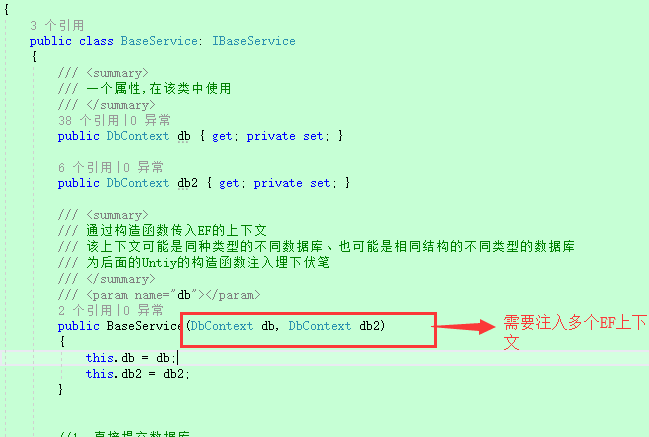 {
3 个引用
public class BaseService: IBaseService
{
/// <summary>
/// 一个属性,在该类中使用
/// </summary>
38 个引用|0 异常
public DbContext db { get; private set; }
6 个引用|0 异常
public DbContext db2 { get; private set; }
/// <summary>
/// 通过构造函数传入EF的上下文
/// 该上下文可能是同种类型的不同数据库、也可能是相同结构的不同类型的数据库
/// 为后面的Untiy的构造函数注入埋下伏笔
/// </summary>
/// <param name="db"></param>
2 个引用|0 异常
public BaseService(DbContext db, DbContext db2)
需要注入多个EF上下
文
{
this.db = db;
this.db2 = db2;
}
//1. 直接提交数据库